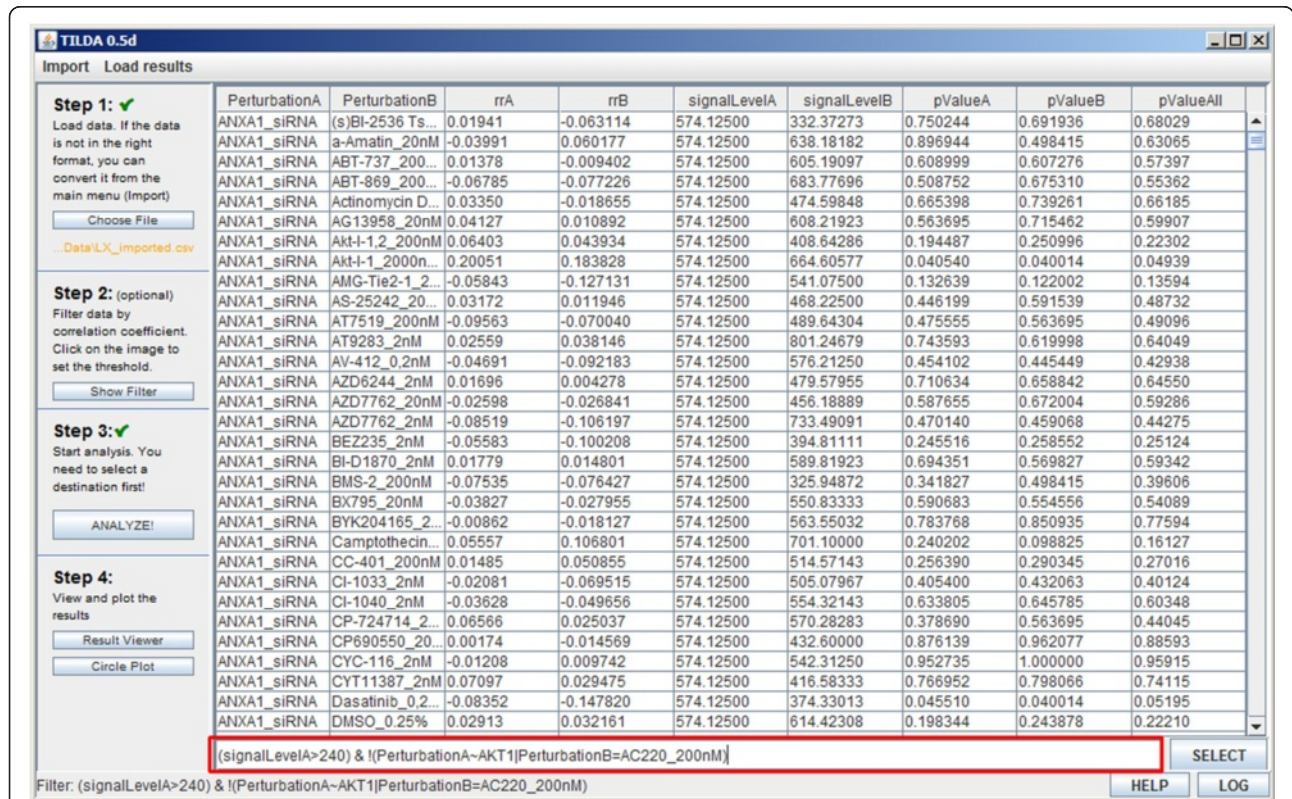 TILDA 0.5d
Import Load results
Step 1:
Load data. If the data
is not in the right
format, you can
convert it from the
main menu (Import)
Choose File
...Data\LX_imported.csv
Step 2: (optional)
Filter data by
correlation coefficient.
Click on the image to
set the threshold.
Show Filter
Step 3:
Start analysis. You
need to select a
destination first!
ANALYZE!
Step 4:
View and plot the
results
Result Viewer
Circle Plot
PerturbationA PerturbationB rrA rrB signalLevelA signalLevelB pValueA pValueB pValueAll
ANXA1_siRNA (s)BI-2536 Ts... 0.01941 -0.063114 574.12500 332.37273 0.750244 0.691936 0.68029
ANXA1_siRNA a-Amatin_20nM -0.03991 0.060177 574.12500 638.18182 0.896944 0.498415 0.63065
ANXA1_siRNA ABT-737_200... 0.01378 -0.009402 574.12500 605.19097 0.608999 0.607276 0.57397
ANXA1_siRNA ABT-869_200... -0.06785 -0.077226 574.12500 683.77696 0.508752 0.675310 0.55362
ANXA1_siRNA Actinomycin D... 0.03350 -0.018655 574.12500 474.59848 0.665398 0.739261 0.66185
ANXA1_siRNA AG13958_20nM 0.04127 0.010892 574.12500 608.21923 0.563695 0.715462 0.59907
ANXA1_siRNA Akt-I-1,2_200nM 0.06403 0.043934 574.12500 408.64286 0.194487 0.250996 0.22302
ANXA1_siRNA Akt-I-1_2000n... 0.20051 0.183828 574.12500 664.60577 0.040540 0.040014 0.04939
ANXA1_siRNA AMG-Tie2-1_2... -0.05843 -0.127131 574.12500 541.07500 0.132639 0.122002 0.13594
ANXA1_siRNA AS-25242_20... 0.03172 0.011946 574.12500 468.22500 0.446199 0.591539 0.48732
ANXA1_siRNA AT7519_200nM -0.09563 -0.070040 574.12500 489.64304 0.475555 0.563695 0.49096
ANXA1_siRNA AT9283_2nM 0.02559 0.038146 574.12500 801.24679 0.743593 0.619998 0.64049
ANXA1_siRNA AV-412_0,2nM -0.04691 -0.092183 574.12500 576.21250 0.454102 0.445449 0.42938
ANXA1_siRNA AZD6244_2nM 0.01696 0.004278 574.12500 479.57955 0.710634 0.658842 0.64550
ANXA1_siRNA AZD7762_20nM -0.02598 -0.026841 574.12500 456.18889 0.587655 0.672004 0.59286
ANXA1_siRNA AZD7762_2nM -0.08519 -0.106197 574.12500 733.49091 0.470140 0.459068 0.44275
ANXA1_siRNA BEZ235_2nM -0.05583 -0.100208 574.12500 394.81111 0.245516 0.258552 0.25124
ANXA1_siRNA BI-D1870_2nM 0.01779 0.014801 574.12500 589.81923 0.694351 0.569827 0.59342
ANXA1_siRNA BMS-2_200nM -0.07535 -0.076427 574.12500 325.94872 0.341827 0.498415 0.39606
ANXA1_siRNA BX795_20nM -0.03827 -0.027955 574.12500 550.83333 0.590683 0.554556 0.54089
ANXA1_siRNA BYK204165_2... -0.00862 -0.018127 574.12500 563.55032 0.783768 0.850935 0.77594
ANXA1_siRNA Camptothecin... 0.05557 0.106801 574.12500 701.10000 0.240202 0.098825 0.16127
ANXA1_siRNA CC-401_200nM 0.01485 0.050855 574.12500 514.57143 0.256390 0.290345 0.27016
ANXA1_siRNA CI-1033_2nM -0.02081 -0.069515 574.12500 505.07967 0.405400 0.432063 0.40124
ANXA1_siRNA CI-1040_2nM -0.03628 -0.049656 574.12500 554.32143 0.633805 0.645785 0.60348
ANXA1_siRNA CP-724714_2... 0.06566 0.025037 574.12500 570.28283 0.378690 0.563695 0.44045
ANXA1_siRNA CP690550_20... 0.00174 -0.014569 574.12500 432.60000 0.876139 0.962077 0.88593
ANXA1_siRNA CYC-116_2nM -0.01208 0.009742 574.12500 542.31250 0.952735 1.000000 0.95915
ANXA1_siRNA CYT11387_2nM 0.07097 0.029475 574.12500 416.58333 0.766952 0.798066 0.74115
ANXA1_siRNA Dasatinib_0,2... -0.08352 -0.147820 574.12500 374.33013 0.045510 0.040014 0.05195
ANXA1_siRNA DMSO_0.25% 0.02913 0.032161 574.12500 614.42308 0.198344 0.243878 0.22210
(signalLevelA>240) & !(PerturbationA~AKT1|PerturbationB=AC220_200nM)
SELECT
Filter: (signalLevelA>240) & !(PerturbationA~AKT1|PerturbationB=AC220_200nM)
HELP LOG